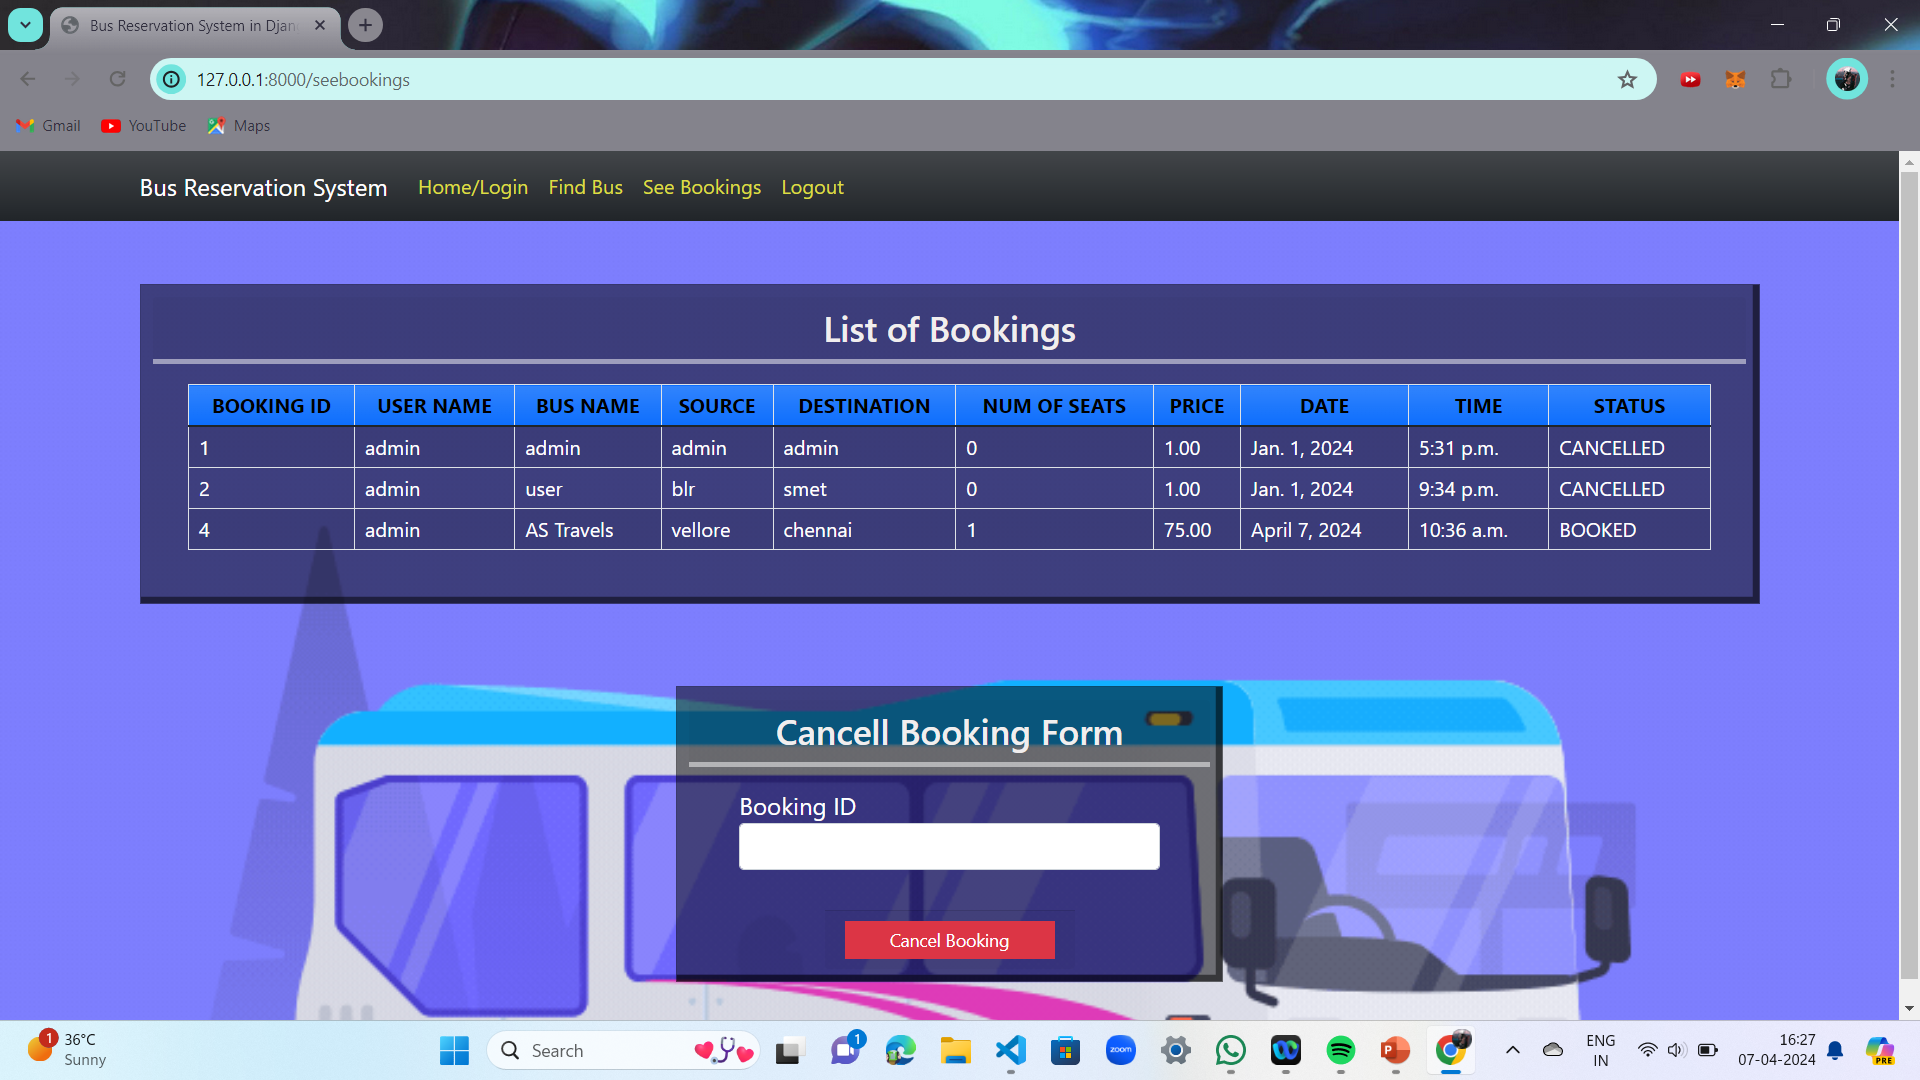 Bus Reservation System in Djan
127.0.0.1:8000/seebookings
Gmail YouTube Maps
Bus Reservation System Home/Login Find Bus See Bookings Logout
List of Bookings
BOOKING ID USER NAME BUS NAME SOURCE DESTINATION NUM OF SEATS PRICE DATE TIME STATUS
1 admin admin admin admin 0 1.00 Jan. 1, 2024 5:31 p.m. CANCELLED
2 admin user blr smet 0 1.00 Jan. 1, 2024 9:34 p.m. CANCELLED
4 admin AS Travels vellore chennai 1 75.00 April 7, 2024 10:36 a.m. BOOKED
Cancell Booking Form
Booking ID
Cancel Booking
1 36°C
Sunny
Search
1
zoom
PRE
ENG
IN
16:27
07-04-2024